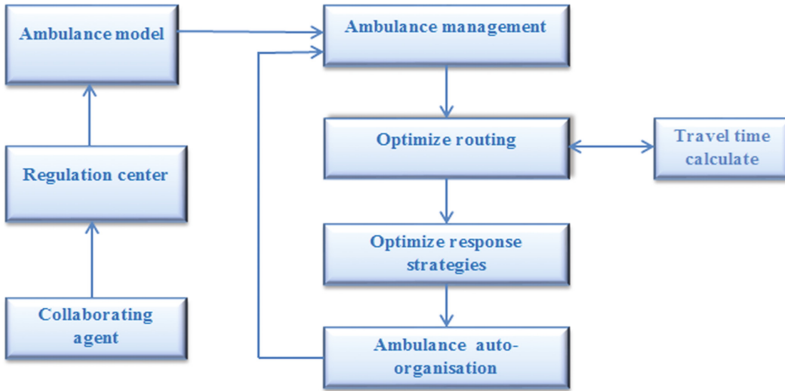 Ambulance model
Ambulance management
Optimize routing
Travel time
calculate
Regulation center
Optimize response
strategies
Collaborating
agent
Ambulance auto-
organisation